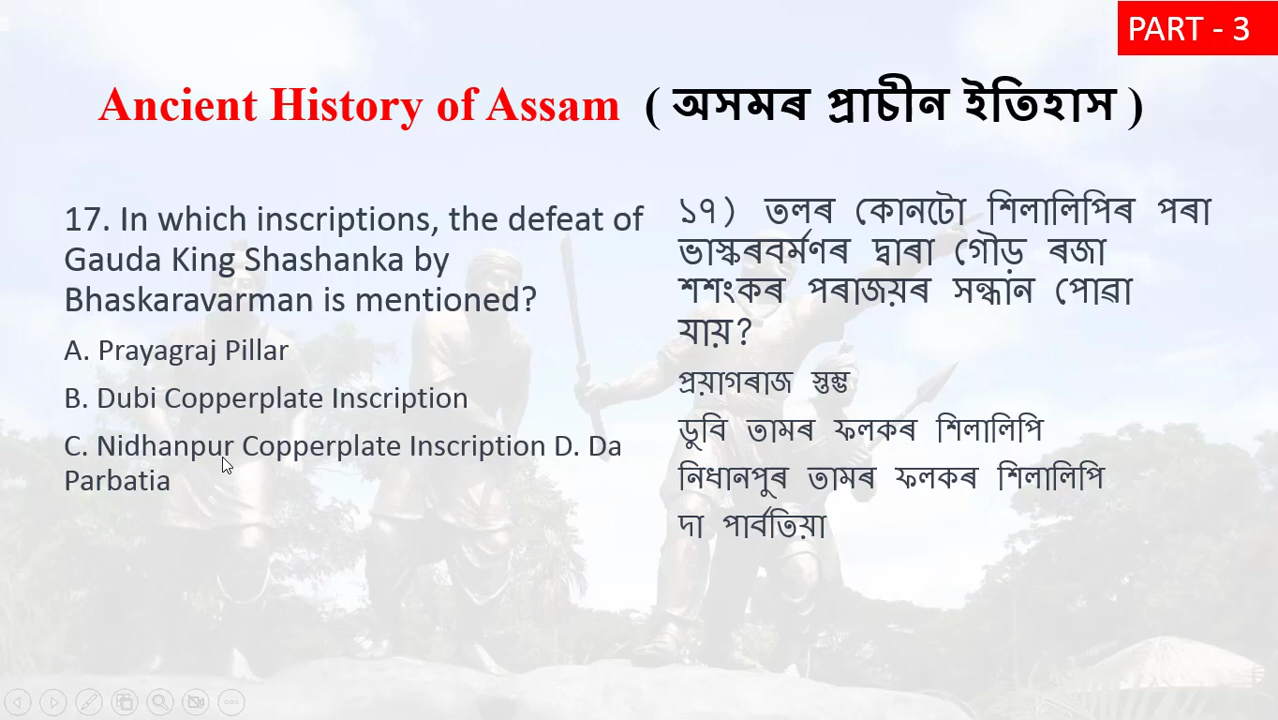 PART - 3
Ancient History of Assam ( অসমৰ প্ৰাচীন ইতিহাস )
17. In which inscriptions, the defeat of
Gauda King Shashanka by
Bhaskaravarman is mentioned?
A. Prayagraj Pillar
B. Dubi Copperplate Inscription
C. Nidhanpur Copperplate Inscription D. Da
Parbatia
১৭) তলৰ কোনটো শিলালিপিৰ পৰা
ভাস্কৰবৰ্মণৰ দ্বাৰা গৌড় ৰজা
শশংকৰ পৰাজয়ৰ সন্ধান পোৱা
যায়?
প্ৰয়াগৰাজ স্তম্ভ
ডুবি তামৰ ফলকৰ শিলালিপি
নিধানপুৰ তামৰ ফলকৰ শিলালিপি
দা পাৰ্বতিয়া